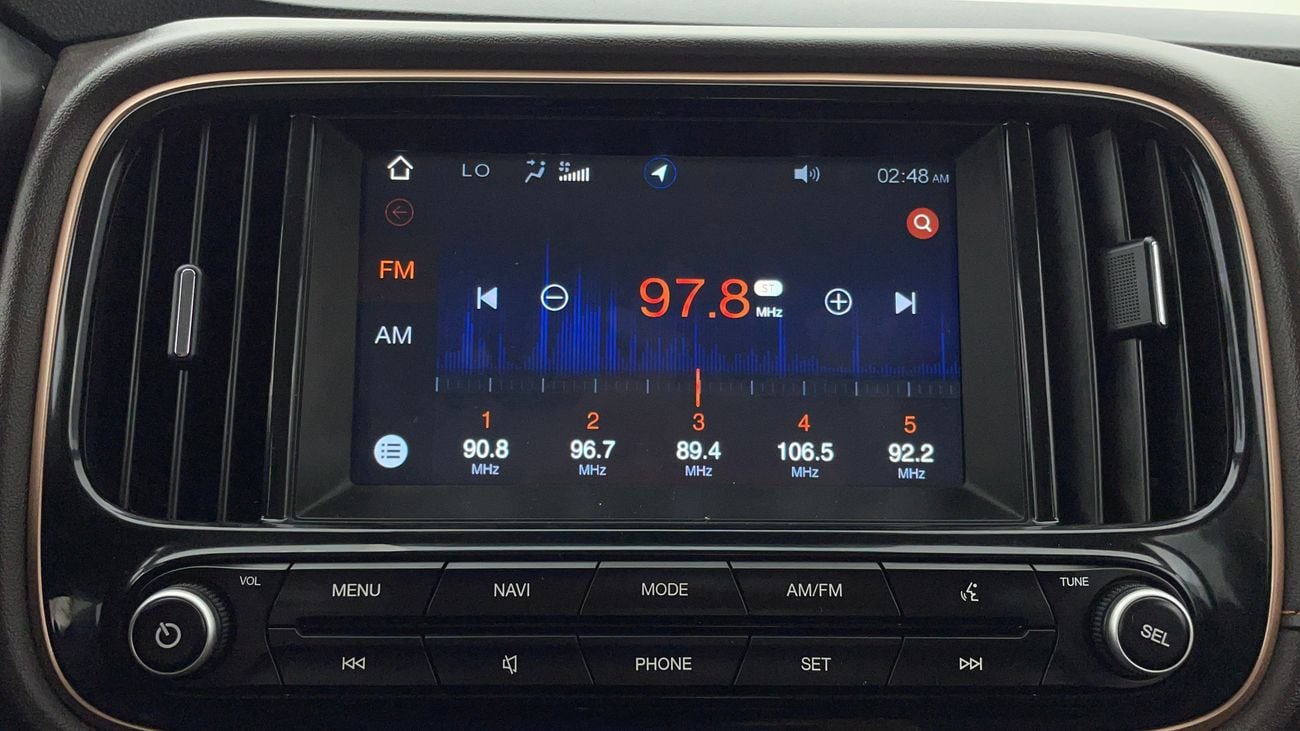 LO 02:48 AM
FM
97.8 ST MHz
AM
1 2 3 4 5
90.8 96.7 89.4 106.5 92.2
MHz MHz MHz MHz MHz
VOL MENU NAVI MODE AM/FM TUNE
PHONE SET SEL